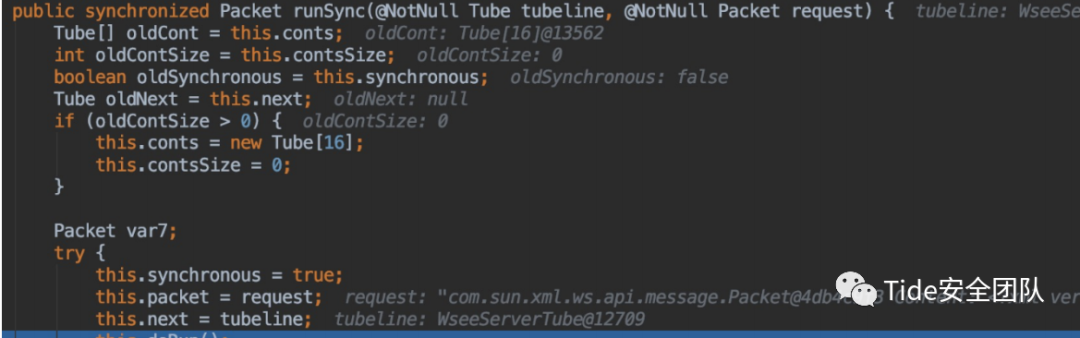 public synchronized Packet runSync(@NotNull Tube tubeline, @NotNull Packet request) {  tubeline: WseeSe
Tube[] oldCont = this.conts;  oldCont: Tube[16]@13562
int oldContSize = this.contsSize;  oldContSize: 0
boolean oldSynchronous = this.synchronous;  oldSynchronous: false
Tube oldNext = this.next;  oldNext: null
if (oldContSize > 0) {  oldContSize: 0
this.conts = new Tube[16];
this.contsSize = 0;
}
Packet var7;
try {
this.synchronous = true;
this.packet = request;  request: "com.sun.xml.ws.api.message.Packet@4db4 ver
this.next = tubeline;  tubeline: WseeServerTube@12709
Tide安全团队